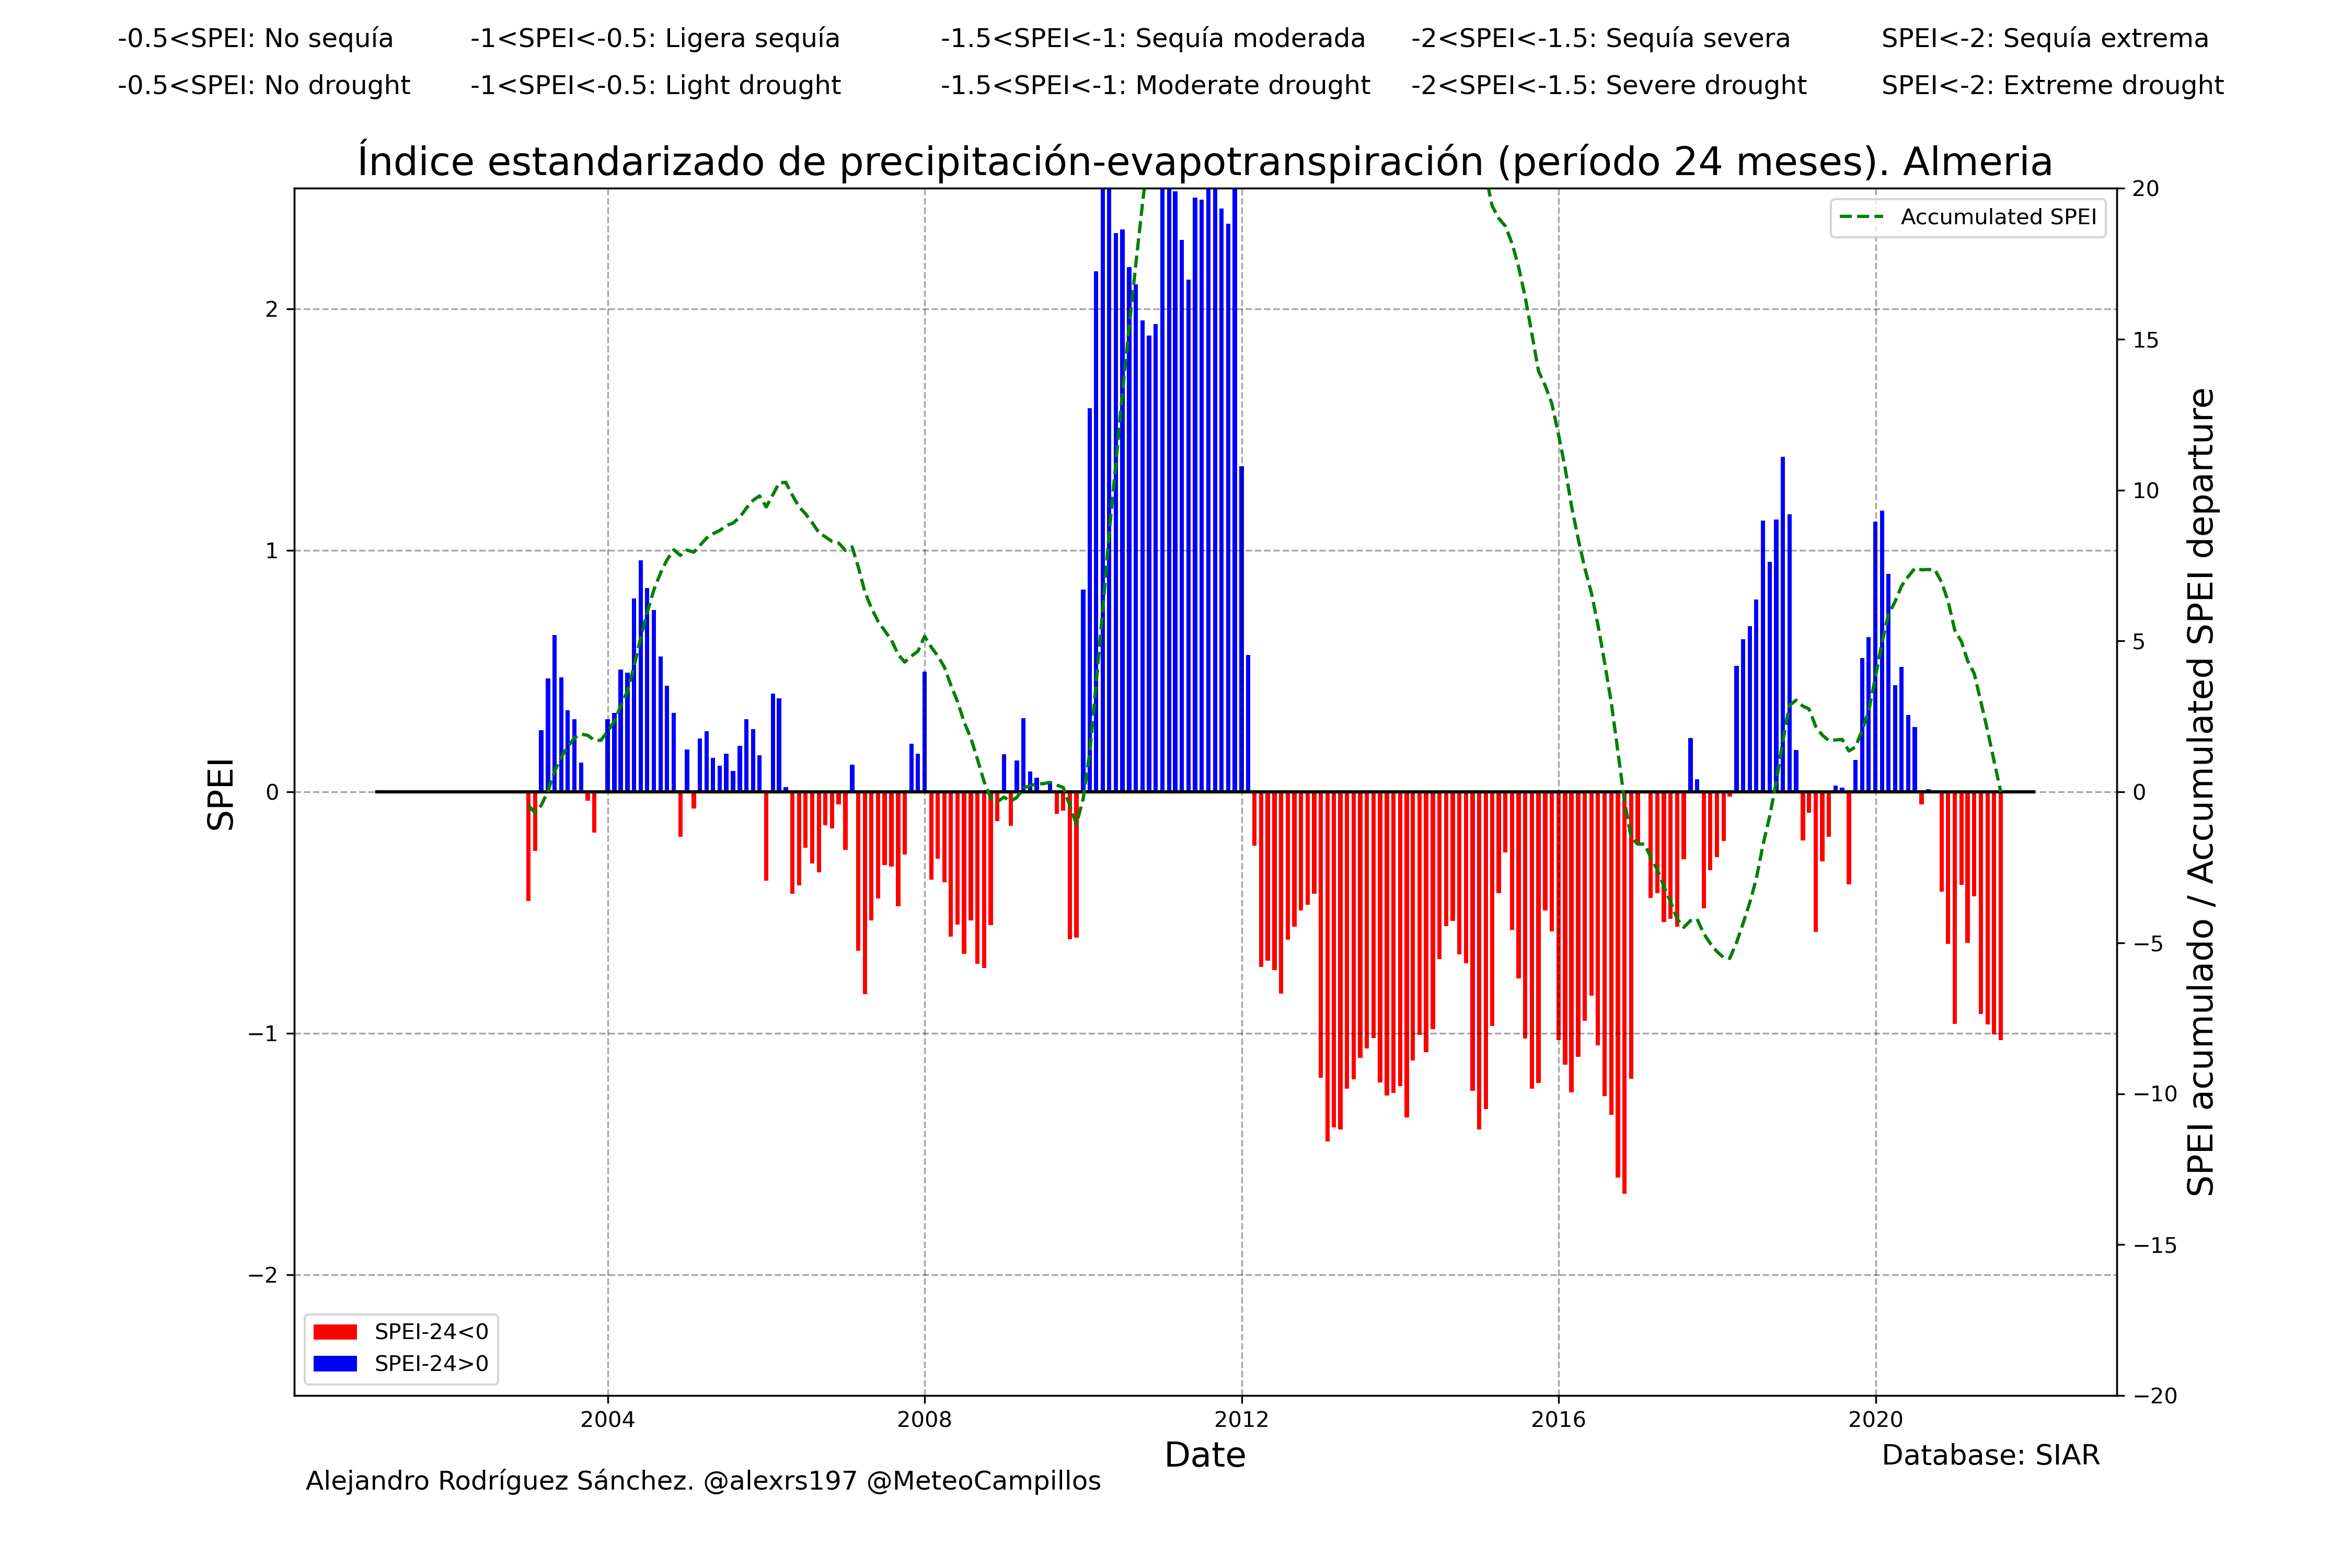 -0.5<SPEI: No sequía -1<SPEI<-0.5: Ligera sequía -1.5<SPEI<-1: Sequía moderada -2<SPEI<-1.5: Sequía severa SPEI<-2: Sequía extrema
-0.5<SPEI: No drought -1<SPEI<-0.5: Light drought -1.5<SPEI<-1: Moderate drought -2<SPEI<-1.5: Severe drought SPEI<-2: Extreme drought
Índice estandarizado de precipitación-evapotranspiración (período 24 meses). Almeria
Accumulated SPEI
SPEI
2
1
0
−1
−2
20
15
10
5
0
−5
−10
−15
−20
SPEI acumulado / Accumulated SPEI departure
SPEI-24<0
SPEI-24>0
2004 2008 2012 2016 2020
Date
Database: SIAR
Alejandro Rodríguez Sánchez. @alexrs197 @MeteoCampillos